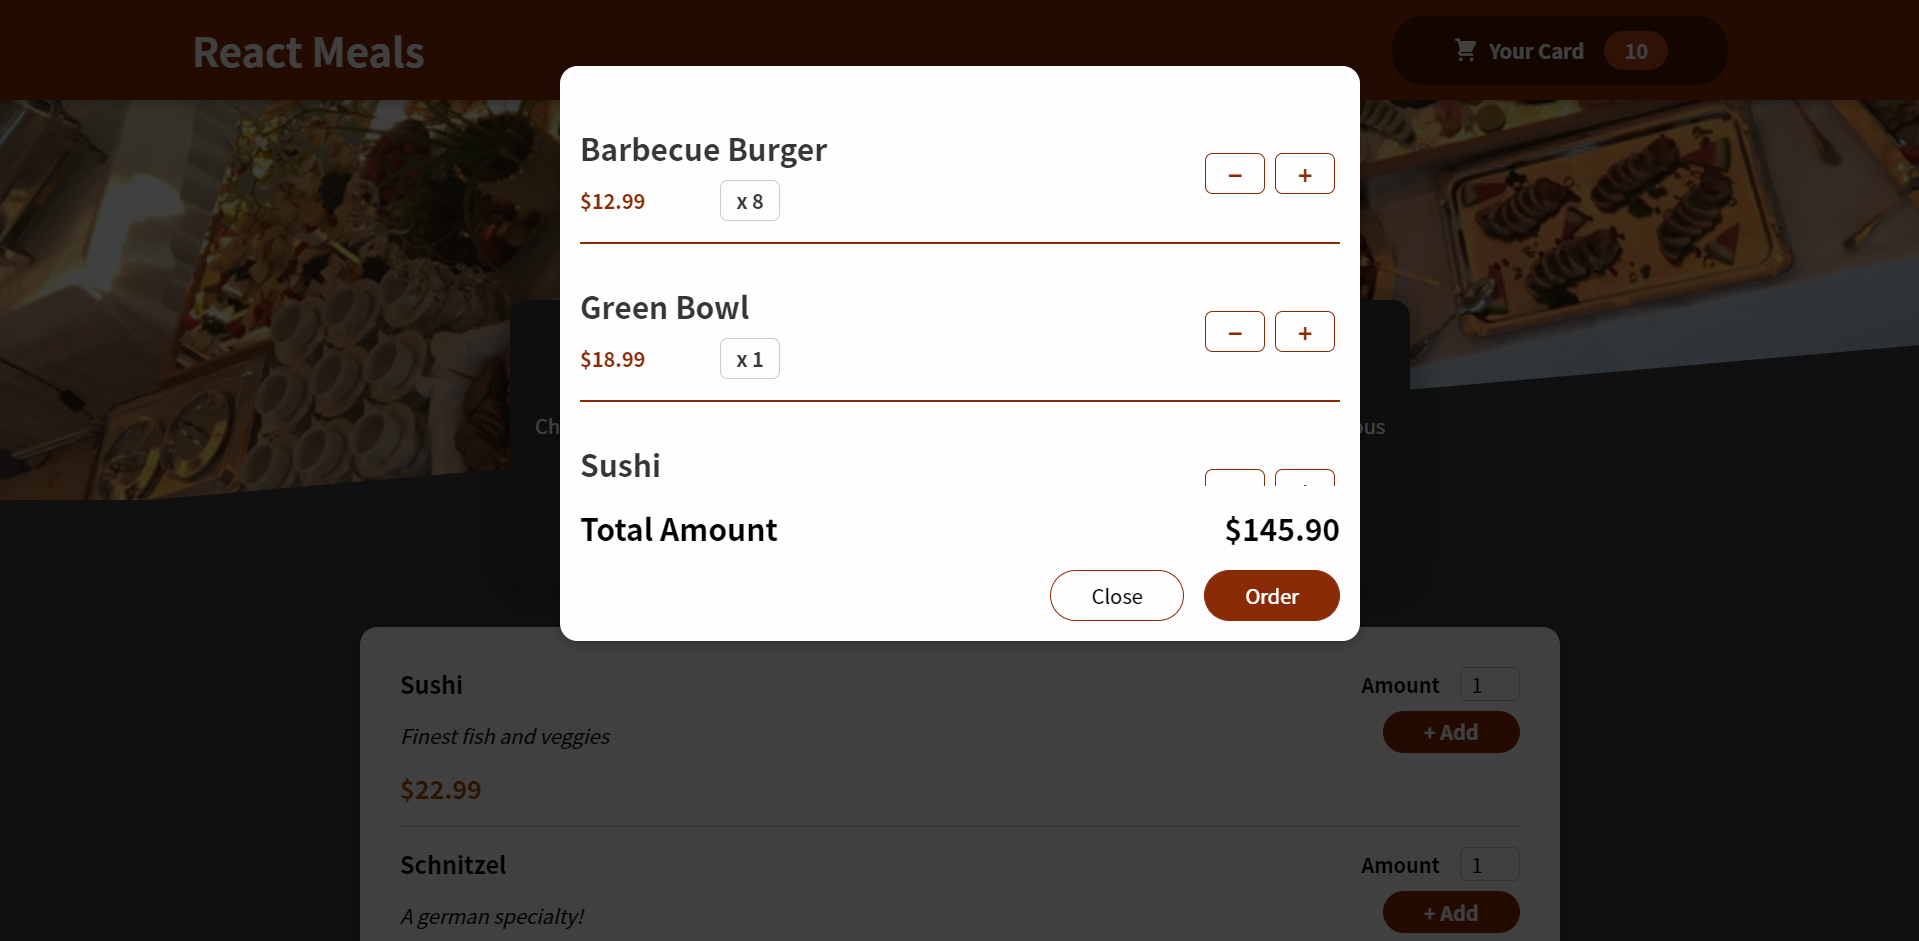 React Meals
Your Card 10
Barbecue Burger
$12.99 x 8
− +
Green Bowl
$18.99 x 1
− +
Ch ous
Sushi
Total Amount $145.90
Close Order
Sushi Amount 1
Finest fish and veggies + Add
$22.99
Schnitzel Amount 1
A german specialty! + Add